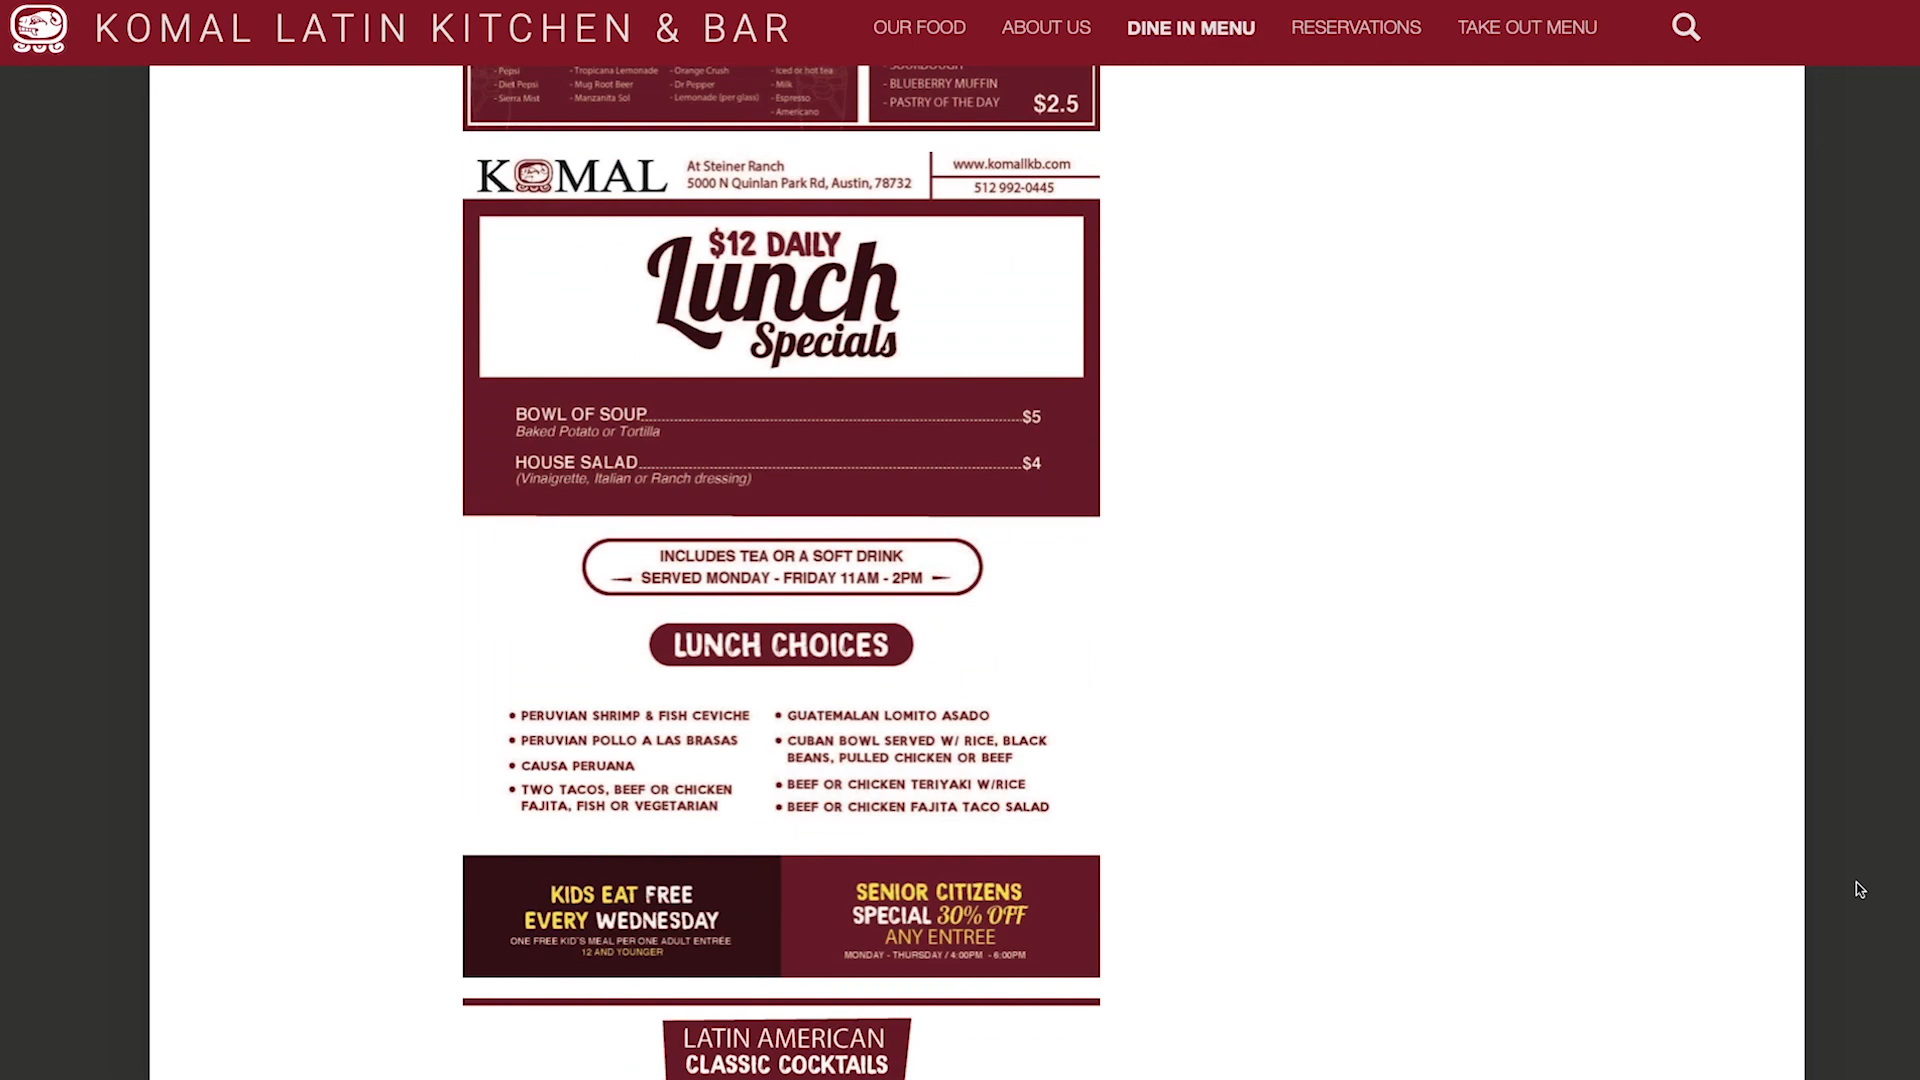 KOMAL LATIN KITCHEN & BAR
OUR FOOD
ABOUT US
DINE IN MENU
RESERVATIONS
TAKE OUT MENU
- Pepsi
- Diet Pepsi
- Sierra Mist
- Tropicana Lemonade
- Mug Root Beer
- Manzanita Sol
- Orange Crush
- Dr Pepper
- Lemonade (per glass)
- Iced or hot tea
- Milk
- Espresso
- Americano
- SOURDOUGH
- BLUEBERRY MUFFIN
- PASTRY OF THE DAY $2.5
KOMAL
At Steiner Ranch
5000 N Quinlan Park Rd, Austin, 78732
www.komallkb.com
512 992-0445
$12 DAILY
Lunch
Specials
BOWL OF SOUP $5
Baked Potato or Tortilla
HOUSE SALAD $4
(Vinaigrette, Italian or Ranch dressing)
INCLUDES TEA OR A SOFT DRINK
SERVED MONDAY - FRIDAY 11AM - 2PM
LUNCH CHOICES
• PERUVIAN SHRIMP & FISH CEVICHE
• PERUVIAN POLLO A LAS BRASAS
• CAUSA PERUANA
• TWO TACOS, BEEF OR CHICKEN
FAJITA, FISH OR VEGETARIAN
• GUATEMALAN LOMITO ASADO
• CUBAN BOWL SERVED W/ RICE, BLACK
BEANS, PULLED CHICKEN OR BEEF
• BEEF OR CHICKEN TERIYAKI W/RICE
• BEEF OR CHICKEN FAJITA TACO SALAD
KIDS EAT FREE
EVERY WEDNESDAY
ONE FREE KID'S MEAL PER ONE ADULT ENTRÉE
12 AND YOUNGER
SENIOR CITIZENS
SPECIAL 30% OFF
ANY ENTREE
MONDAY - THURSDAY / 4:00PM - 6:00PM
LATIN AMERICAN
CLASSIC COCKTAILS